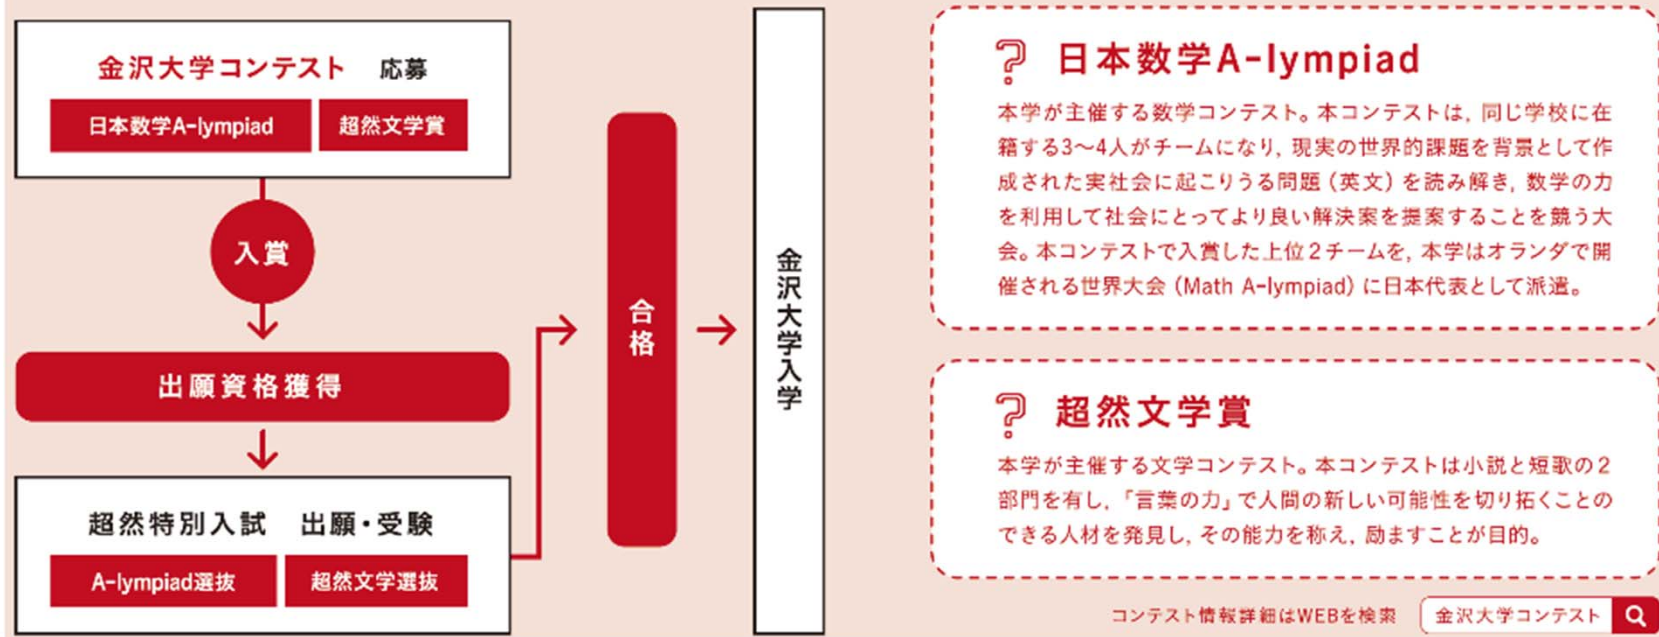 金沢大学コンテスト 応募
日本数学A-lympiad 超然文学賞
入賞
出願資格獲得
超然特別入試 出願・受験
A-lympiad選抜 超然文学選抜
合格
金沢大学入学
? 日本数学A-lympiad
本学が主催する数学コンテスト。本コンテストは, 同じ学校に在
籍する3〜4人がチームになり, 現実の世界的課題を背景として作
成された実社会に起こりうる問題（英文）を読み解き, 数学の力
を利用して社会にとってより良い解決案を提案することを競う大
会。本コンテストで入賞した上位2チームを, 本学はオランダで開
催される世界大会（Math A-lympiad）に日本代表として派遣。
? 超然文学賞
本学が主催する文学コンテスト。本コンテストは小説と短歌の2
部門を有し,「言葉の力」で人間の新しい可能性を切り拓くことの
できる人材を発見し, その能力を称え, 励ますことが目的。
コンテスト情報詳細はWEBを検索 金沢大学コンテスト